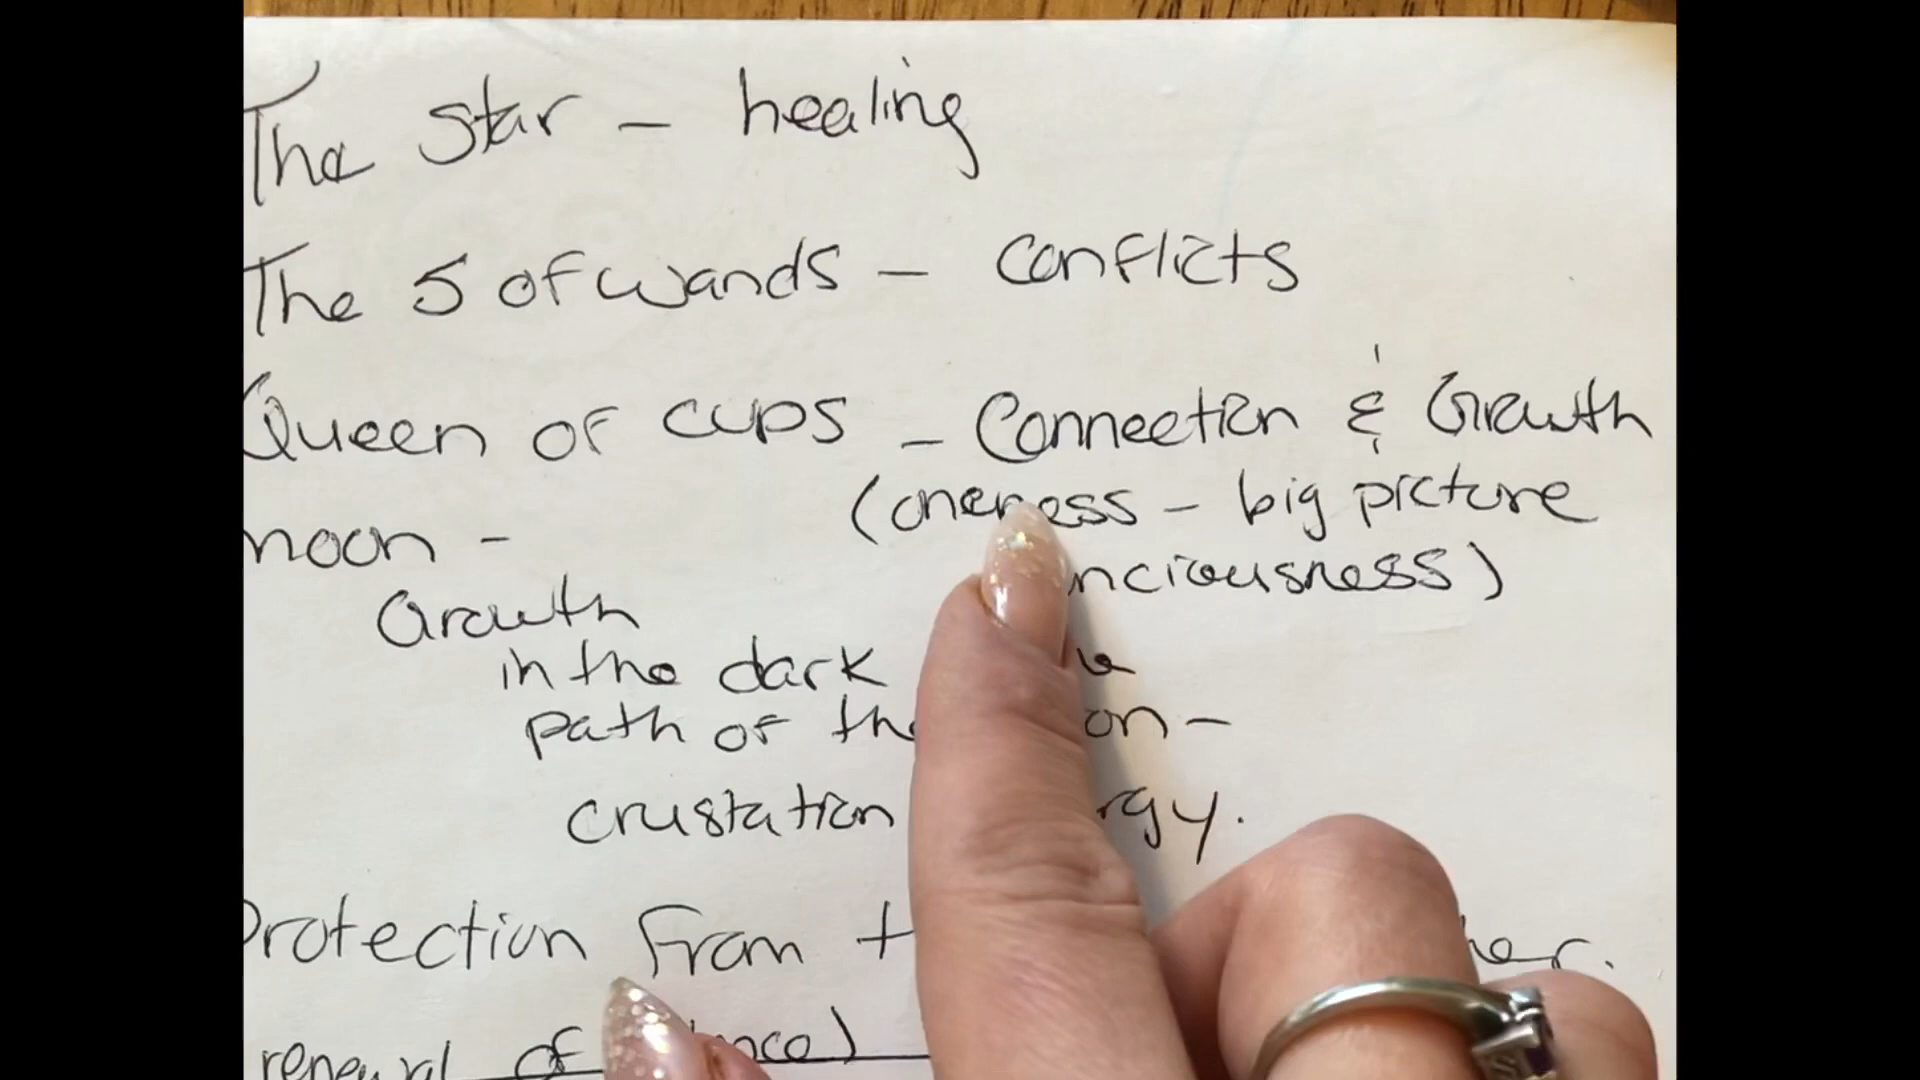 The Star - healing
The 5 of wands - conflicts
Queen of cups - Connection & Growth
(oneness - big picture
moon -
Growth
in the dark
path of the
crustation
Protection From
renewal of